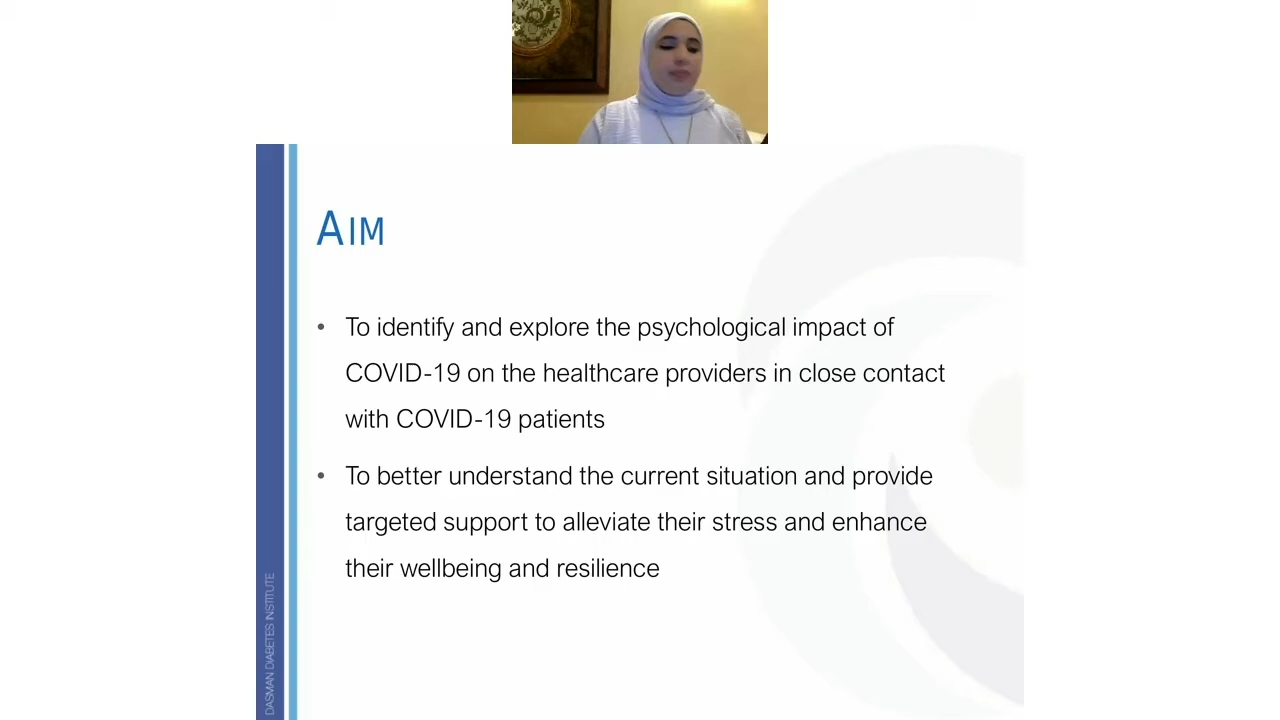 AIM
• To identify and explore the psychological impact of
COVID-19 on the healthcare providers in close contact
with COVID-19 patients
• To better understand the current situation and provide
targeted support to alleviate their stress and enhance
their wellbeing and resilience
DASMAN DIABETES INSTITUTE